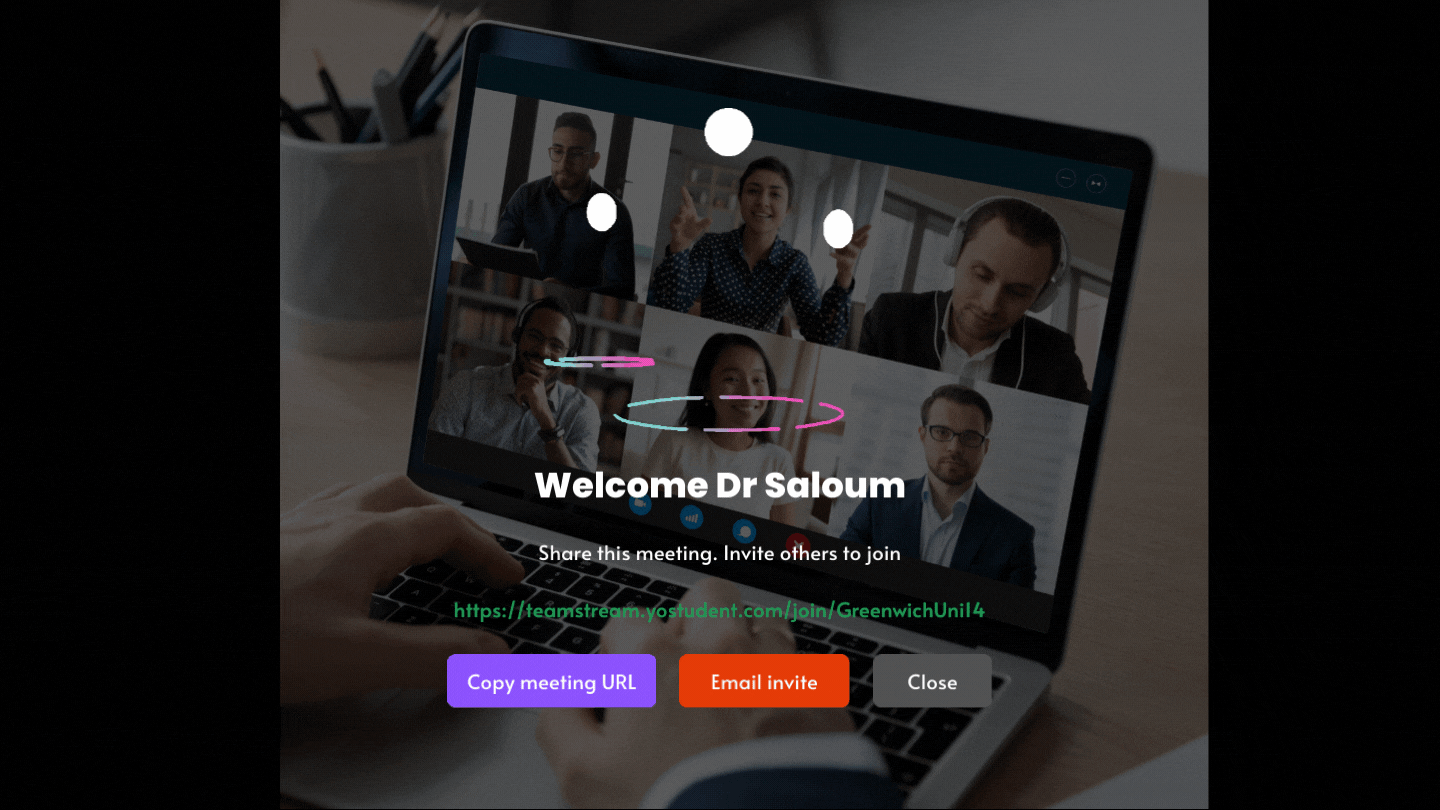 Welcome Dr Saloum
Share this meeting. Invite others to join
https://teamstream.yostudent.com/join/GreenwichUni14
Copy meeting URL
Email invite
Close